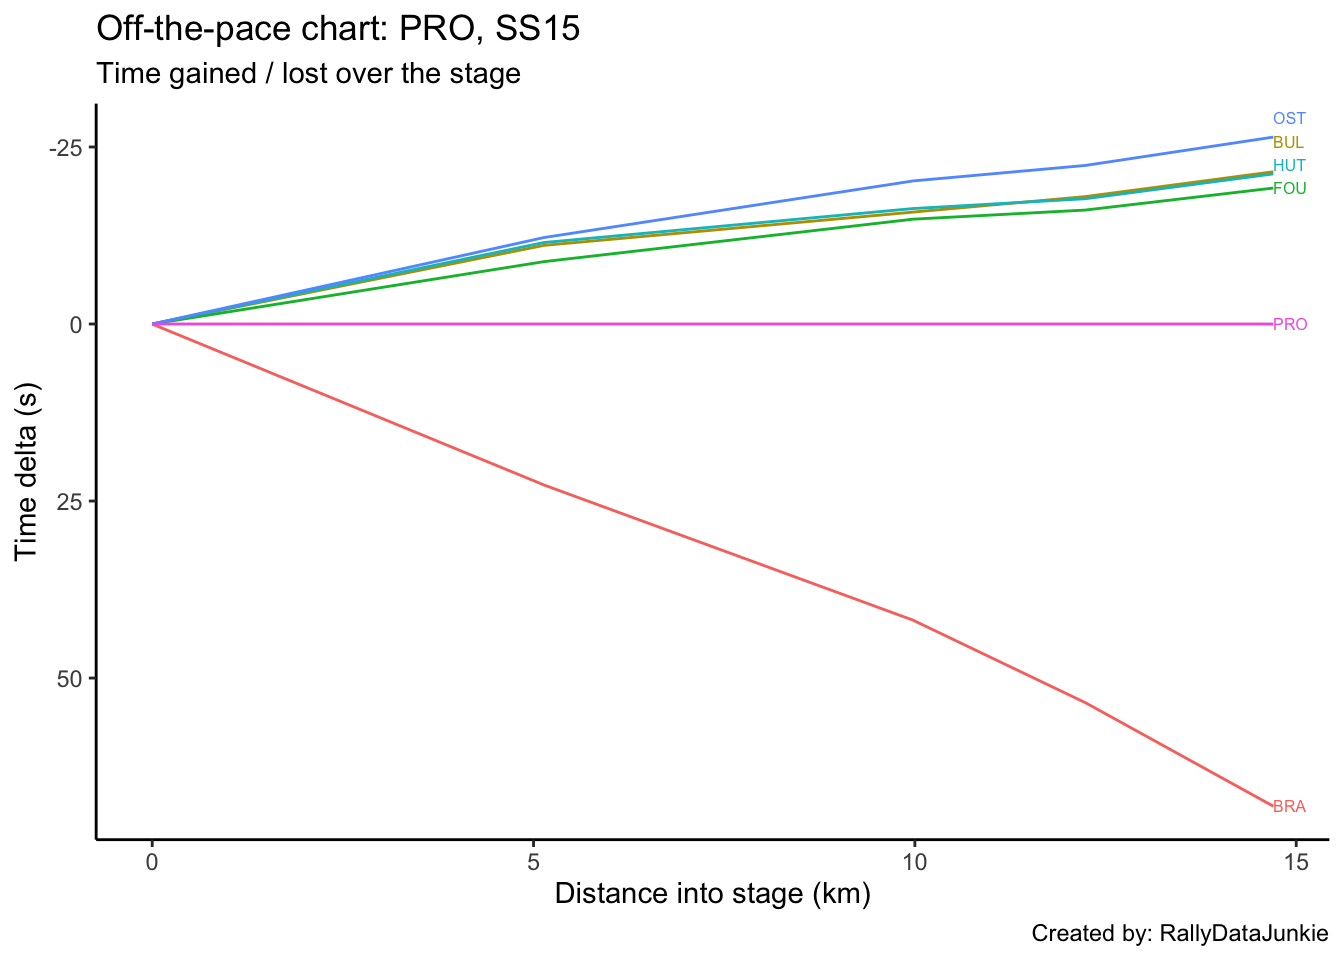 Off-the-pace chart: PRO, SS15
Time gained / lost over the stage
-25
0
25
50
Time delta (s)
OST
BUL
HUT
FOU
PRO
BRA
0 5 10 15
Distance into stage (km)
Created by: RallyDataJunkie